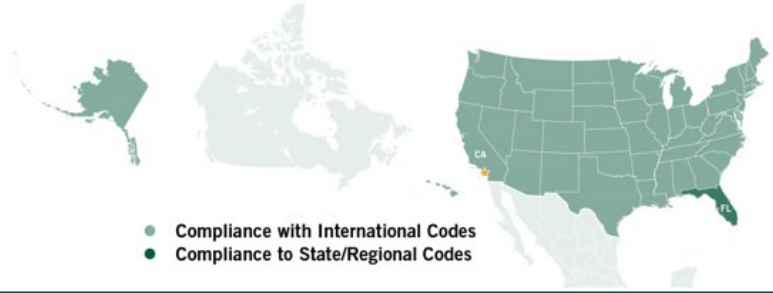 CA
FL
Compliance with International Codes
Compliance to State/Regional Codes